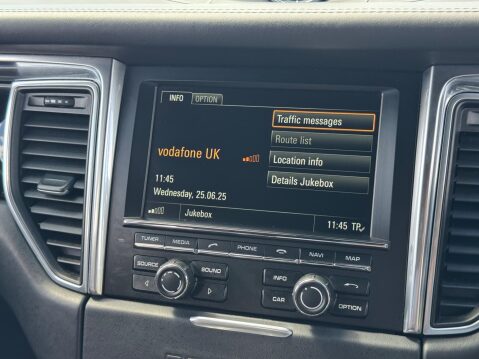 INFO OPTION
Traffic messages
Route list
vodafone UK
Location info
11:45
Details Jukebox
Wednesday, 25.06.25
Jukebox 11:45
TUNER MEDIA PHONE NAVI MAP
SOURCE SOUND INFO
CAR OPTION